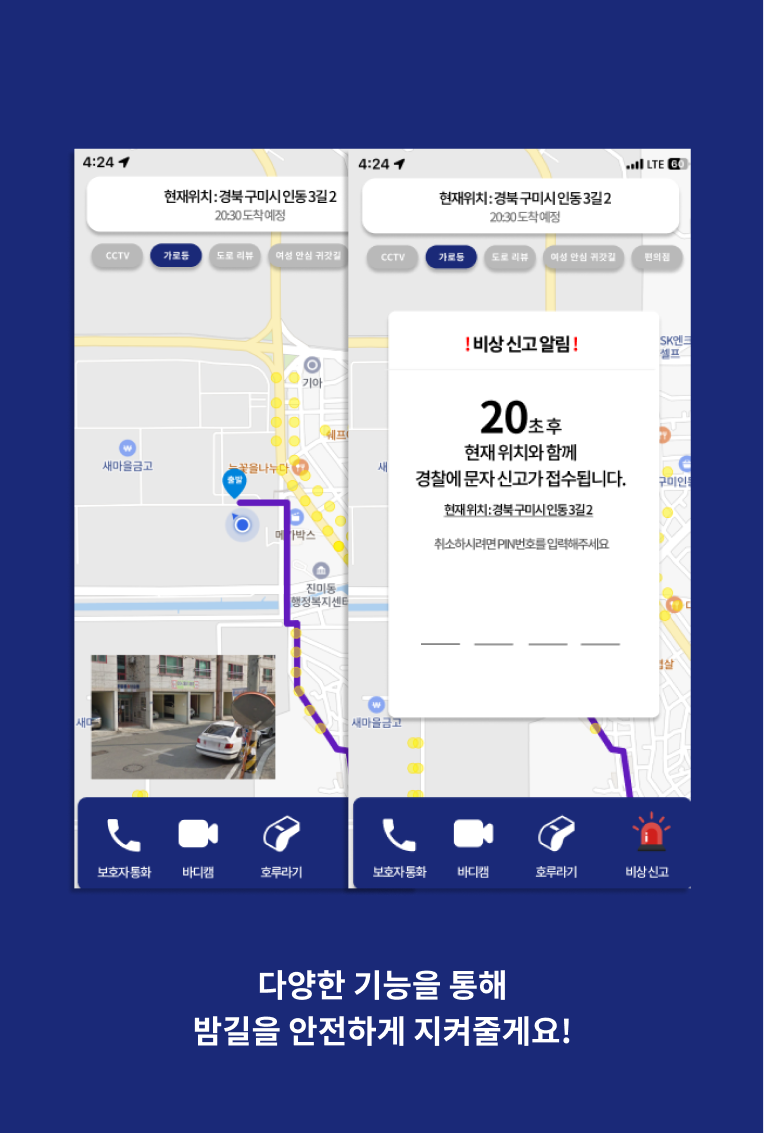 4:24
현재위치 : 경북 구미시 인동 3길 2
20:30 도착 예정
CCTV
가로등
도로 리뷰
여성 안심 귀갓길
기아
쉐프
새마을금고
눈꽃을나누다
출발
메가박스
진미동
행정복지센터
새마
보호자 통화
바디캠
호루라기
4:24
LTE
60
현재위치 : 경북 구미시 인동 3길 2
20:30 도착 예정
CCTV
가로등
도로 리뷰
여성 안심 귀갓길
편의점
SK엔크
셀프
! 비상 신고 알림 !
20초 후
현재 위치와 함께
경찰에 문자 신고가 접수됩니다.
현재 위치 : 경북 구미시 인동 3길 2
취소하시려면 PIN번호를 입력해주세요
새
구미인동
겹살
새마을금고
보호자 통화
바디캠
호루라기
비상 신고
다양한 기능을 통해
밤길을 안전하게 지켜줄게요!